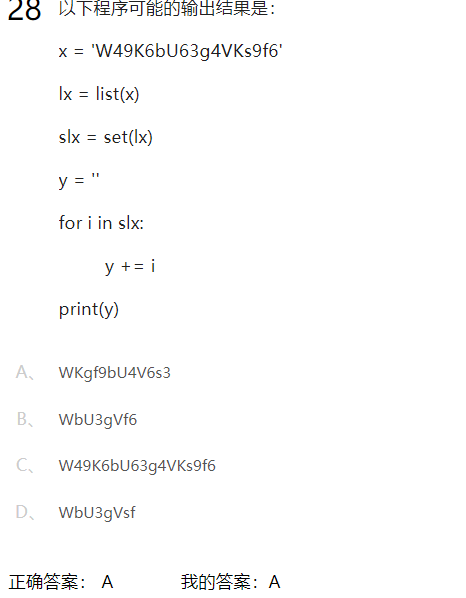 28 以下程序可能的输出结果是：
x = 'W49K6bU63g4VKs9f6'
lx = list(x)
slx = set(lx)
y = ''
for i in slx:
y += i
print(y)
A、 WKgf9bU4V6s3
B、 WbU3gVf6
C、 W49K6bU63g4VKs9f6
D、 WbU3gVsf
正确答案： A 我的答案：A